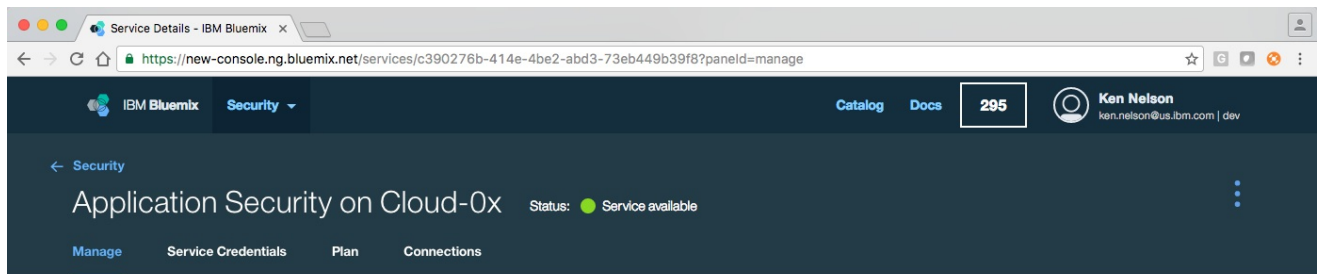 Service Details - IBM Bluemix
https://new-console.ng.bluemix.net/services/c390276b-414e-4be2-abd3-73eb449b39f8?paneId=manage
IBM Bluemix Security Catalog Docs 295 Ken Nelson
ken.nelson@us.ibm.com | dev
← Security
Application Security on Cloud-0x Status: Service available
Manage Service Credentials Plan Connections